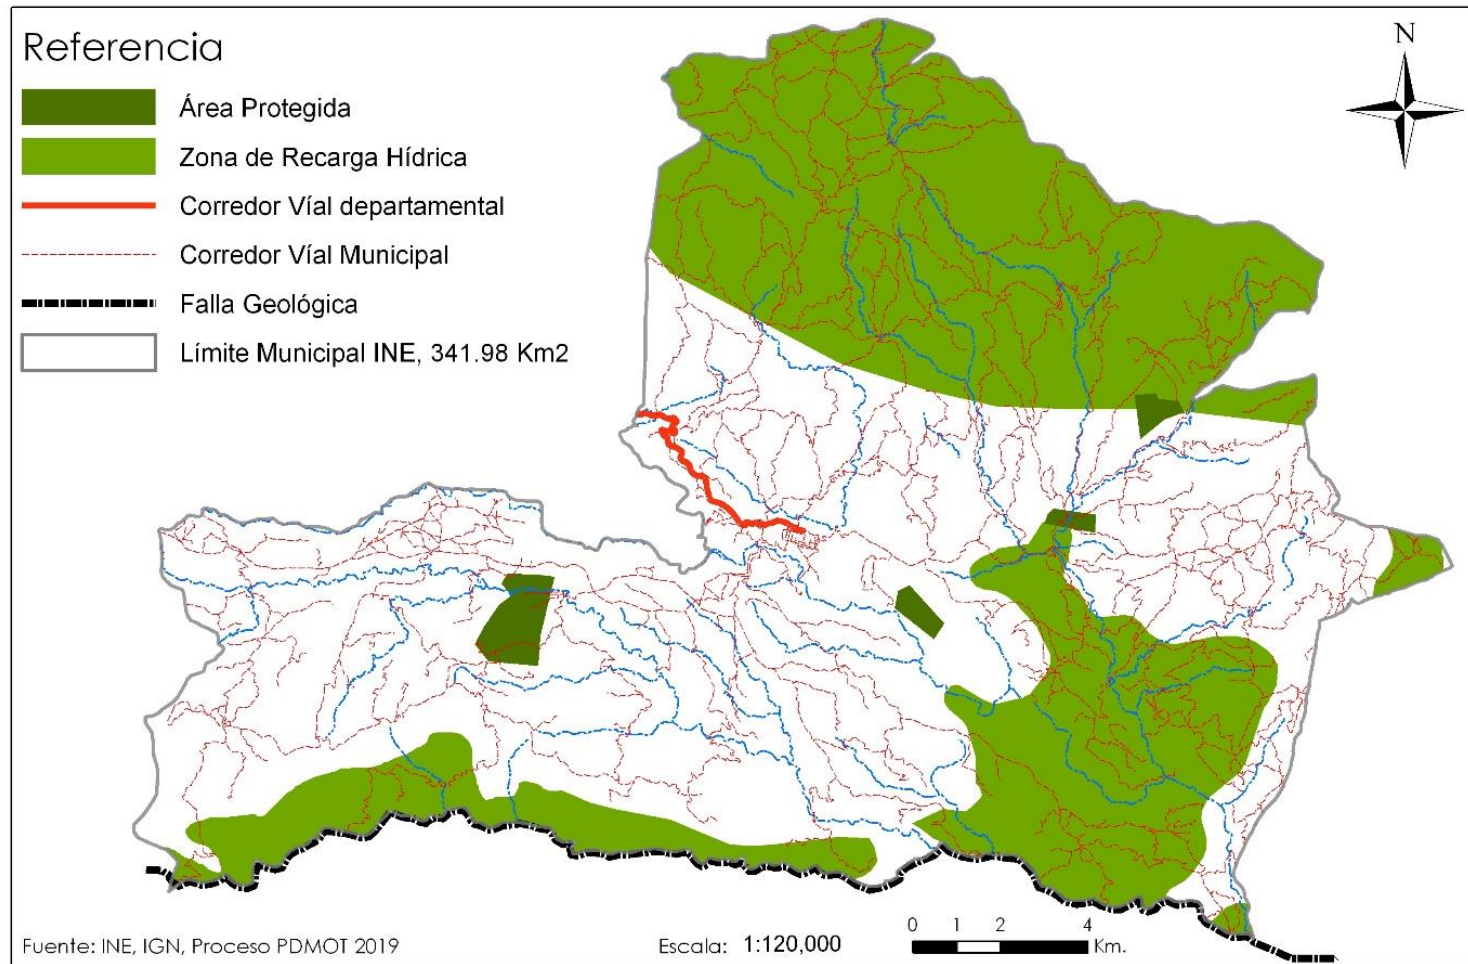 Referencia
Área Protegida
Zona de Recarga Hídrica
Corredor Víal departamental
Corredor Víal Municipal
Falla Geológica
Límite Municipal INE, 341.98 Km2
N
Fuente: INE, IGN, Proceso PDMOT 2019
Escala: 1:120,000
0 1 2 4
Km.